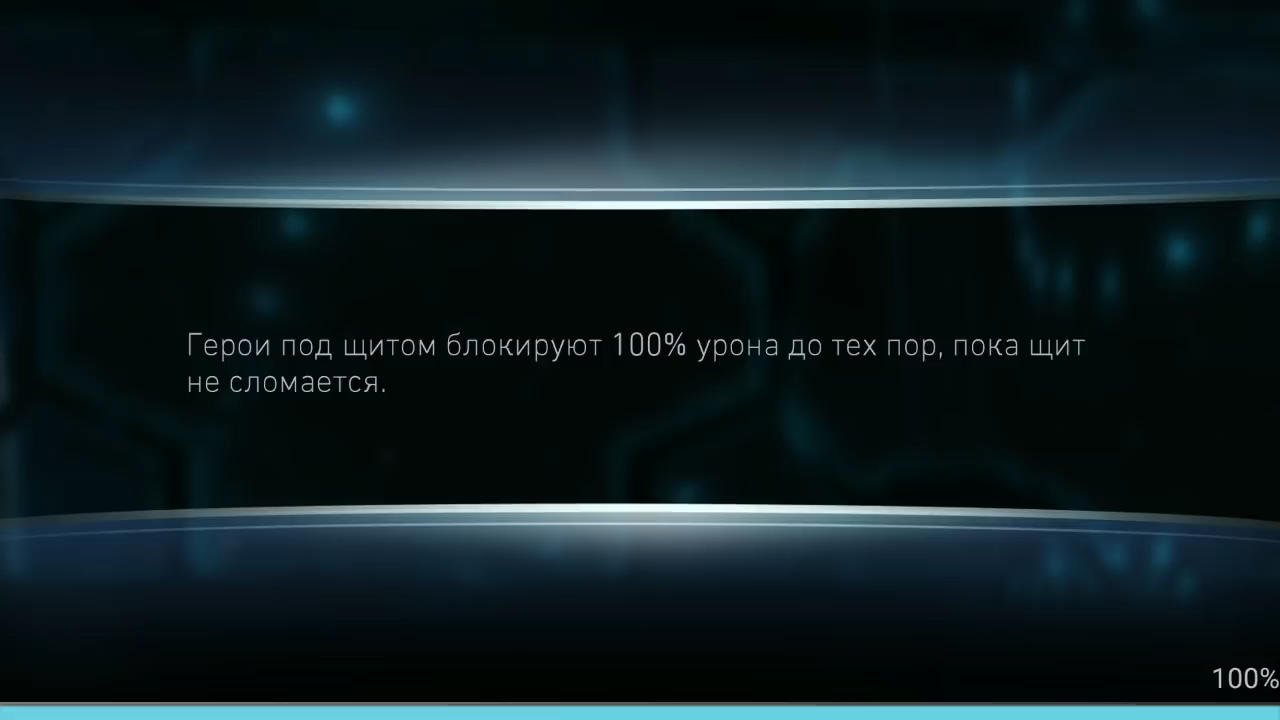 Герои под щитом блокируют 100% урона до тех пор, пока щит
не сломается.
100%